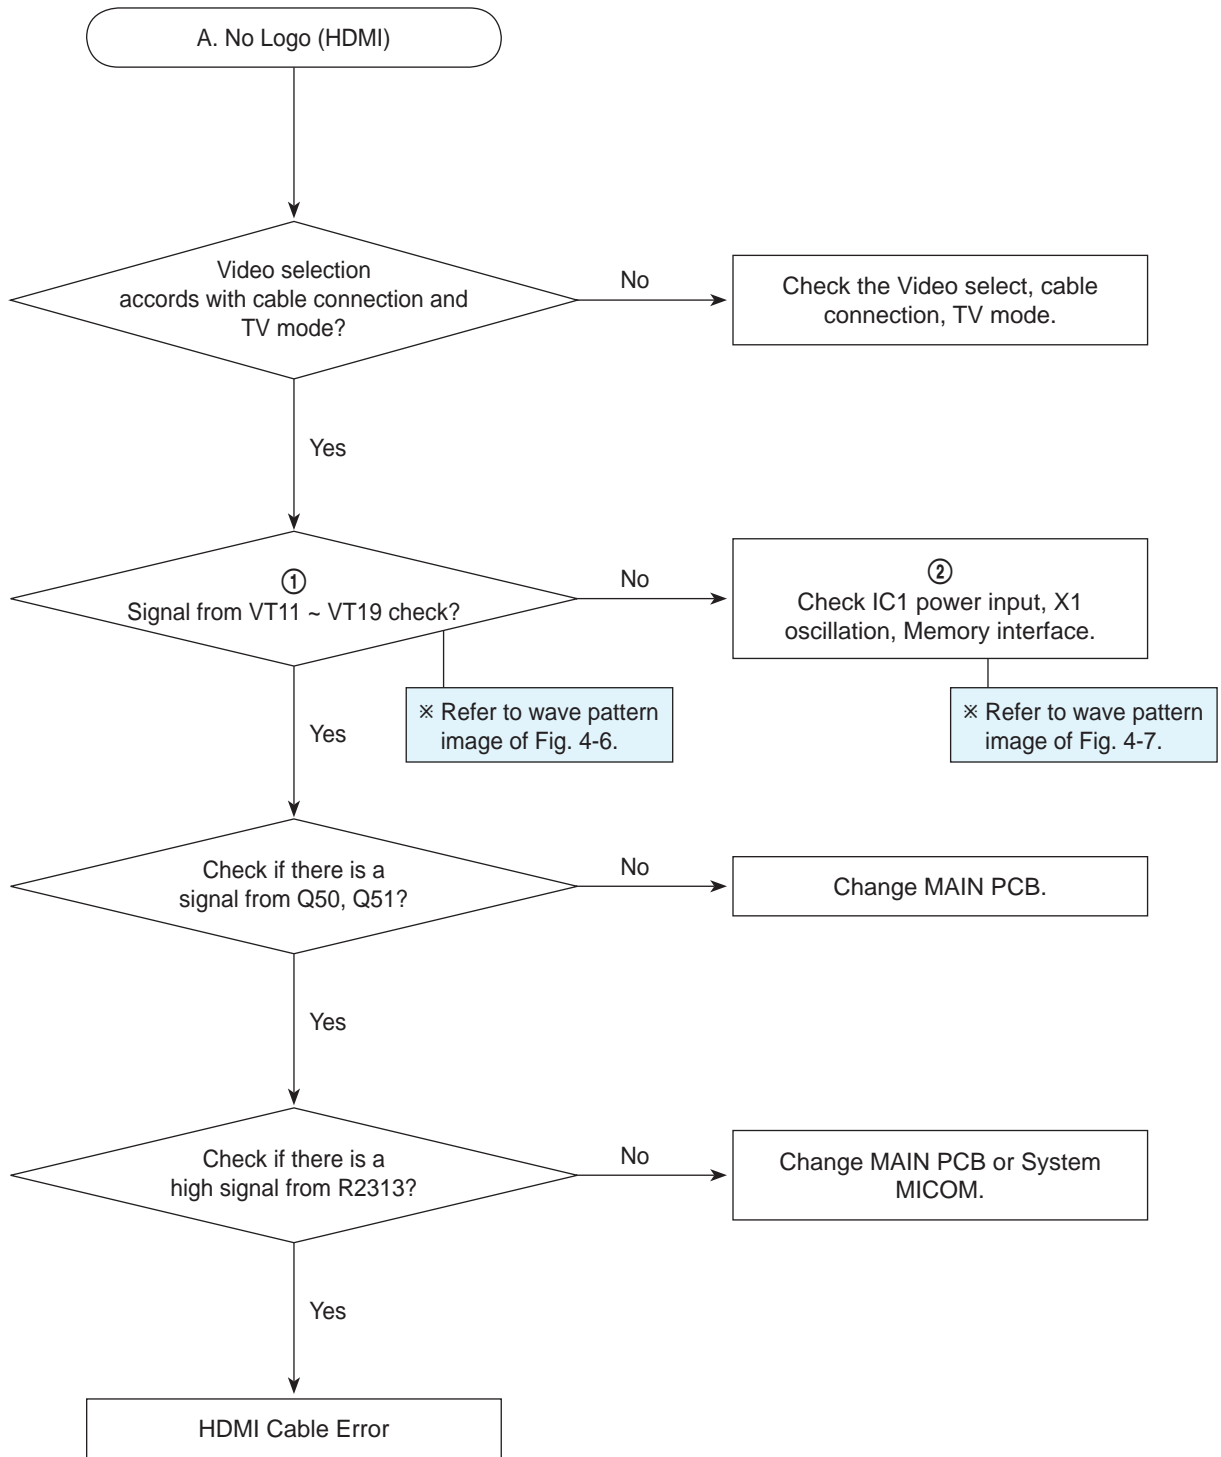 A. No Logo (HDMI)
Video selection
accords with cable connection and
TV mode?
No
Check the Video select, cable
connection, TV mode.
Yes
①
Signal from VT11 ~ VT19 check?
No
②
Check IC1 power input, X1
oscillation, Memory interface.
※ Refer to wave pattern
image of Fig. 4-6.
※ Refer to wave pattern
image of Fig. 4-7.
Yes
Check if there is a
signal from Q50, Q51?
No
Change MAIN PCB.
Yes
Check if there is a
high signal from R2313?
No
Change MAIN PCB or System
MICOM.
Yes
HDMI Cable Error